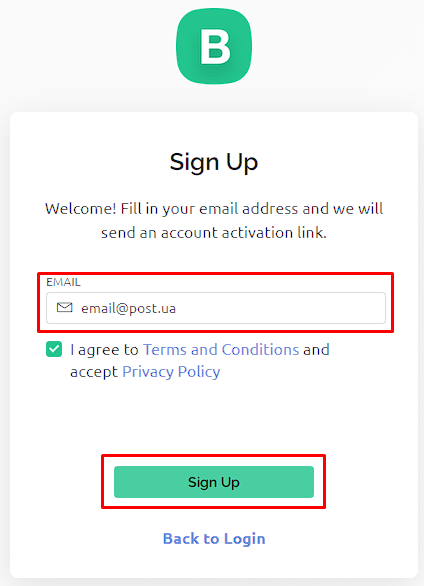 B
Sign Up
Welcome! Fill in your email address and we will
send an account activation link.
EMAIL
email@post.ua
I agree to Terms and Conditions and
accept Privacy Policy
Sign Up
Back to Login